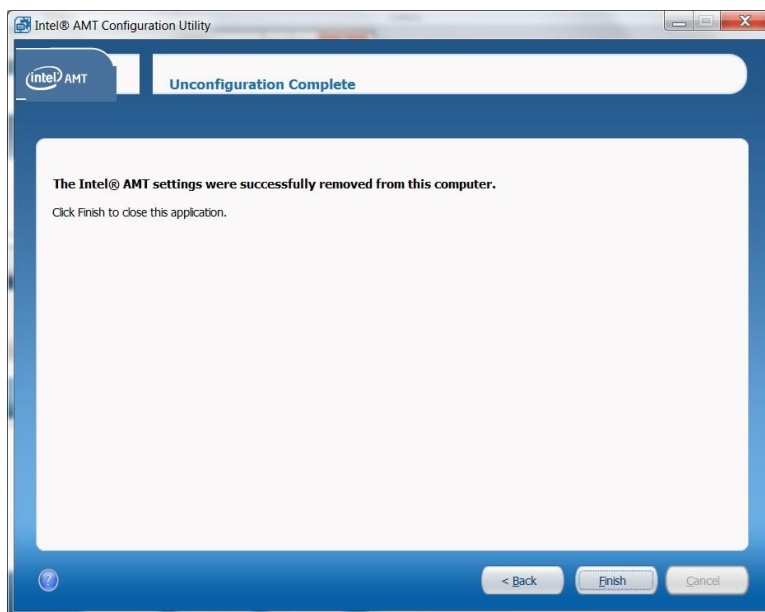 Intel® AMT Configuration Utility
intel AMT
Unconfiguration Complete
The Intel® AMT settings were successfully removed from this computer.
Click Finish to close this application.
?
< Back
Finish
Cancel